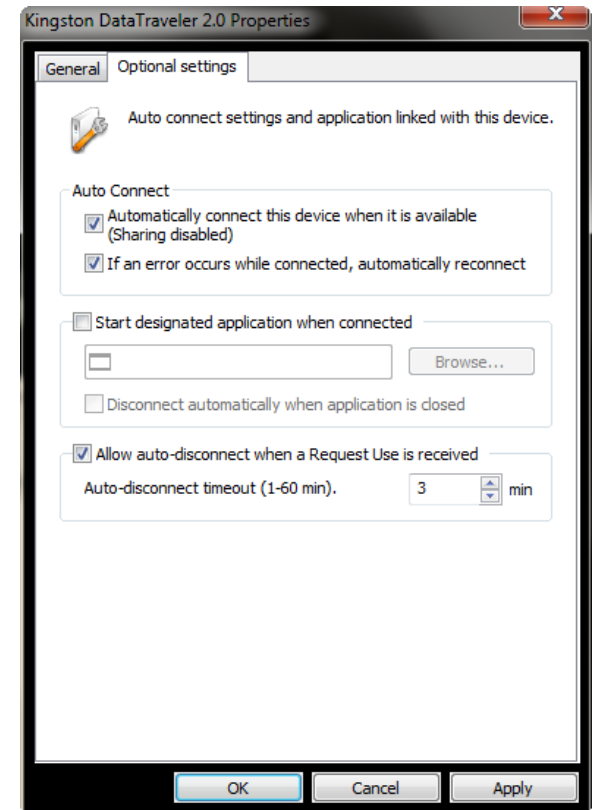 Kingston DataTraveler 2.0 Properties
General
Optional settings
Auto connect settings and application linked with this device.
Auto Connect
Automatically connect this device when it is available
(Sharing disabled)
If an error occurs while connected, automatically reconnect
Start designated application when connected
Browse...
Disconnect automatically when application is closed
Allow auto-disconnect when a Request Use is received
Auto-disconnect timeout (1-60 min). 3 min
OK Cancel Apply